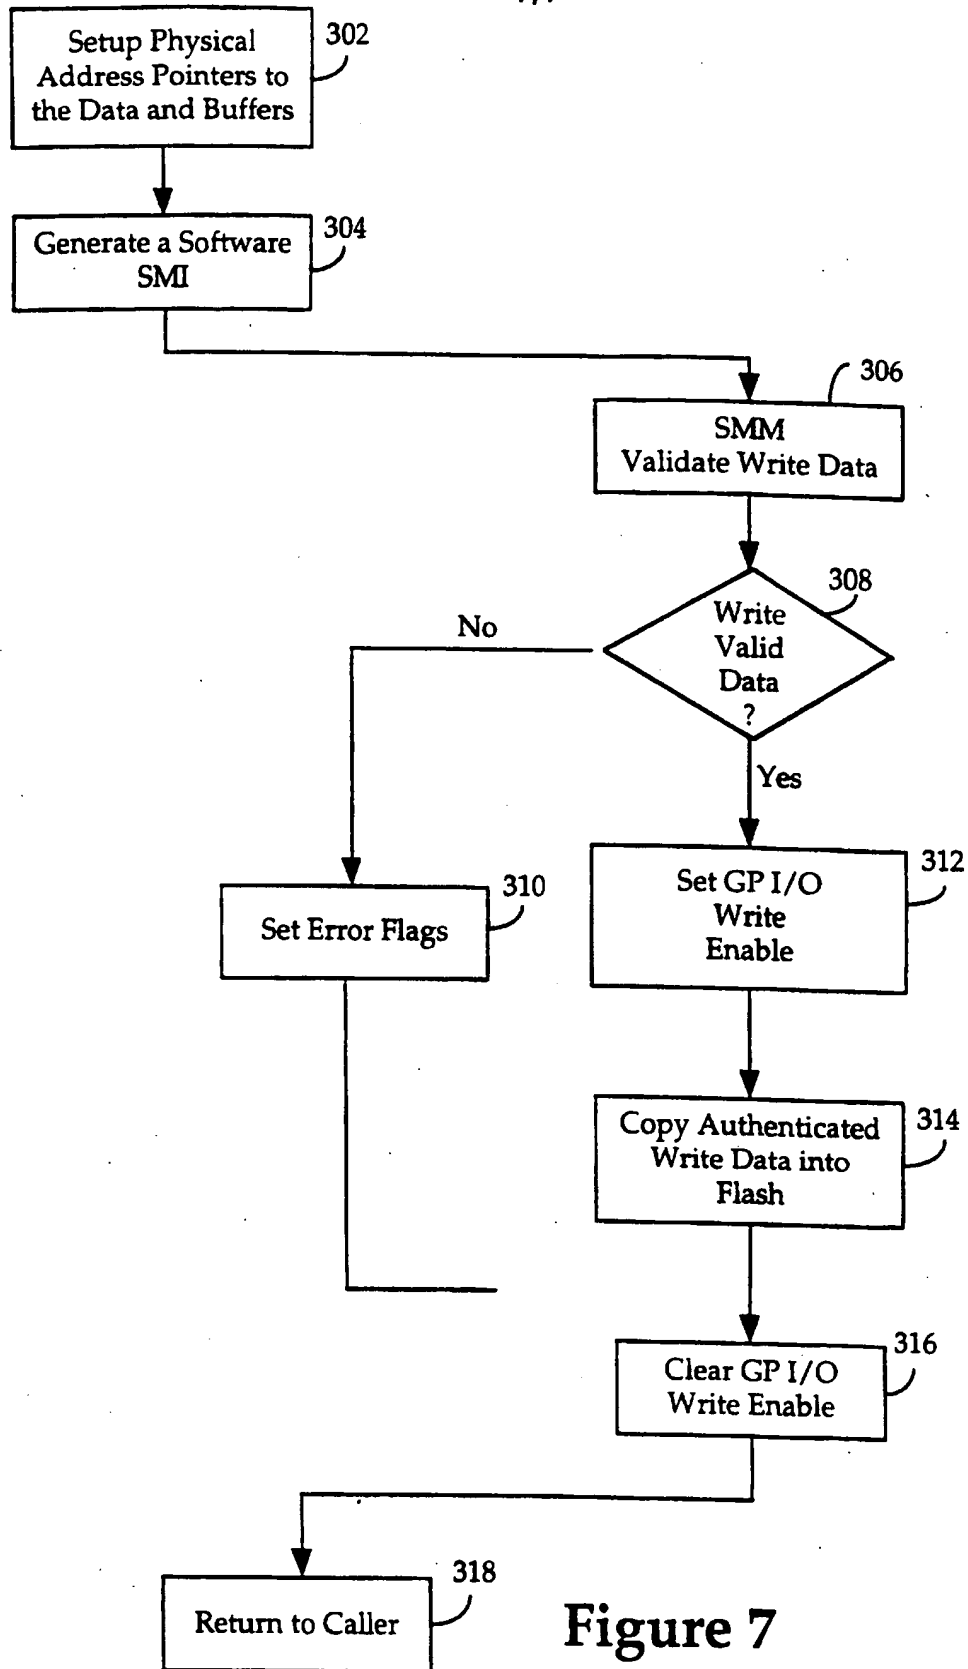 Setup Physical
Address Pointers to
the Data and Buffers
302
Generate a Software
SMI
304
306
SMM
Validate Write Data
308
Write
Valid
Data
?
No
Yes
310
Set Error Flags
312
Set GP I/O
Write
Enable
314
Copy Authenticated
Write Data into
Flash
316
Clear GP I/O
Write Enable
318
Return to Caller
Figure 7